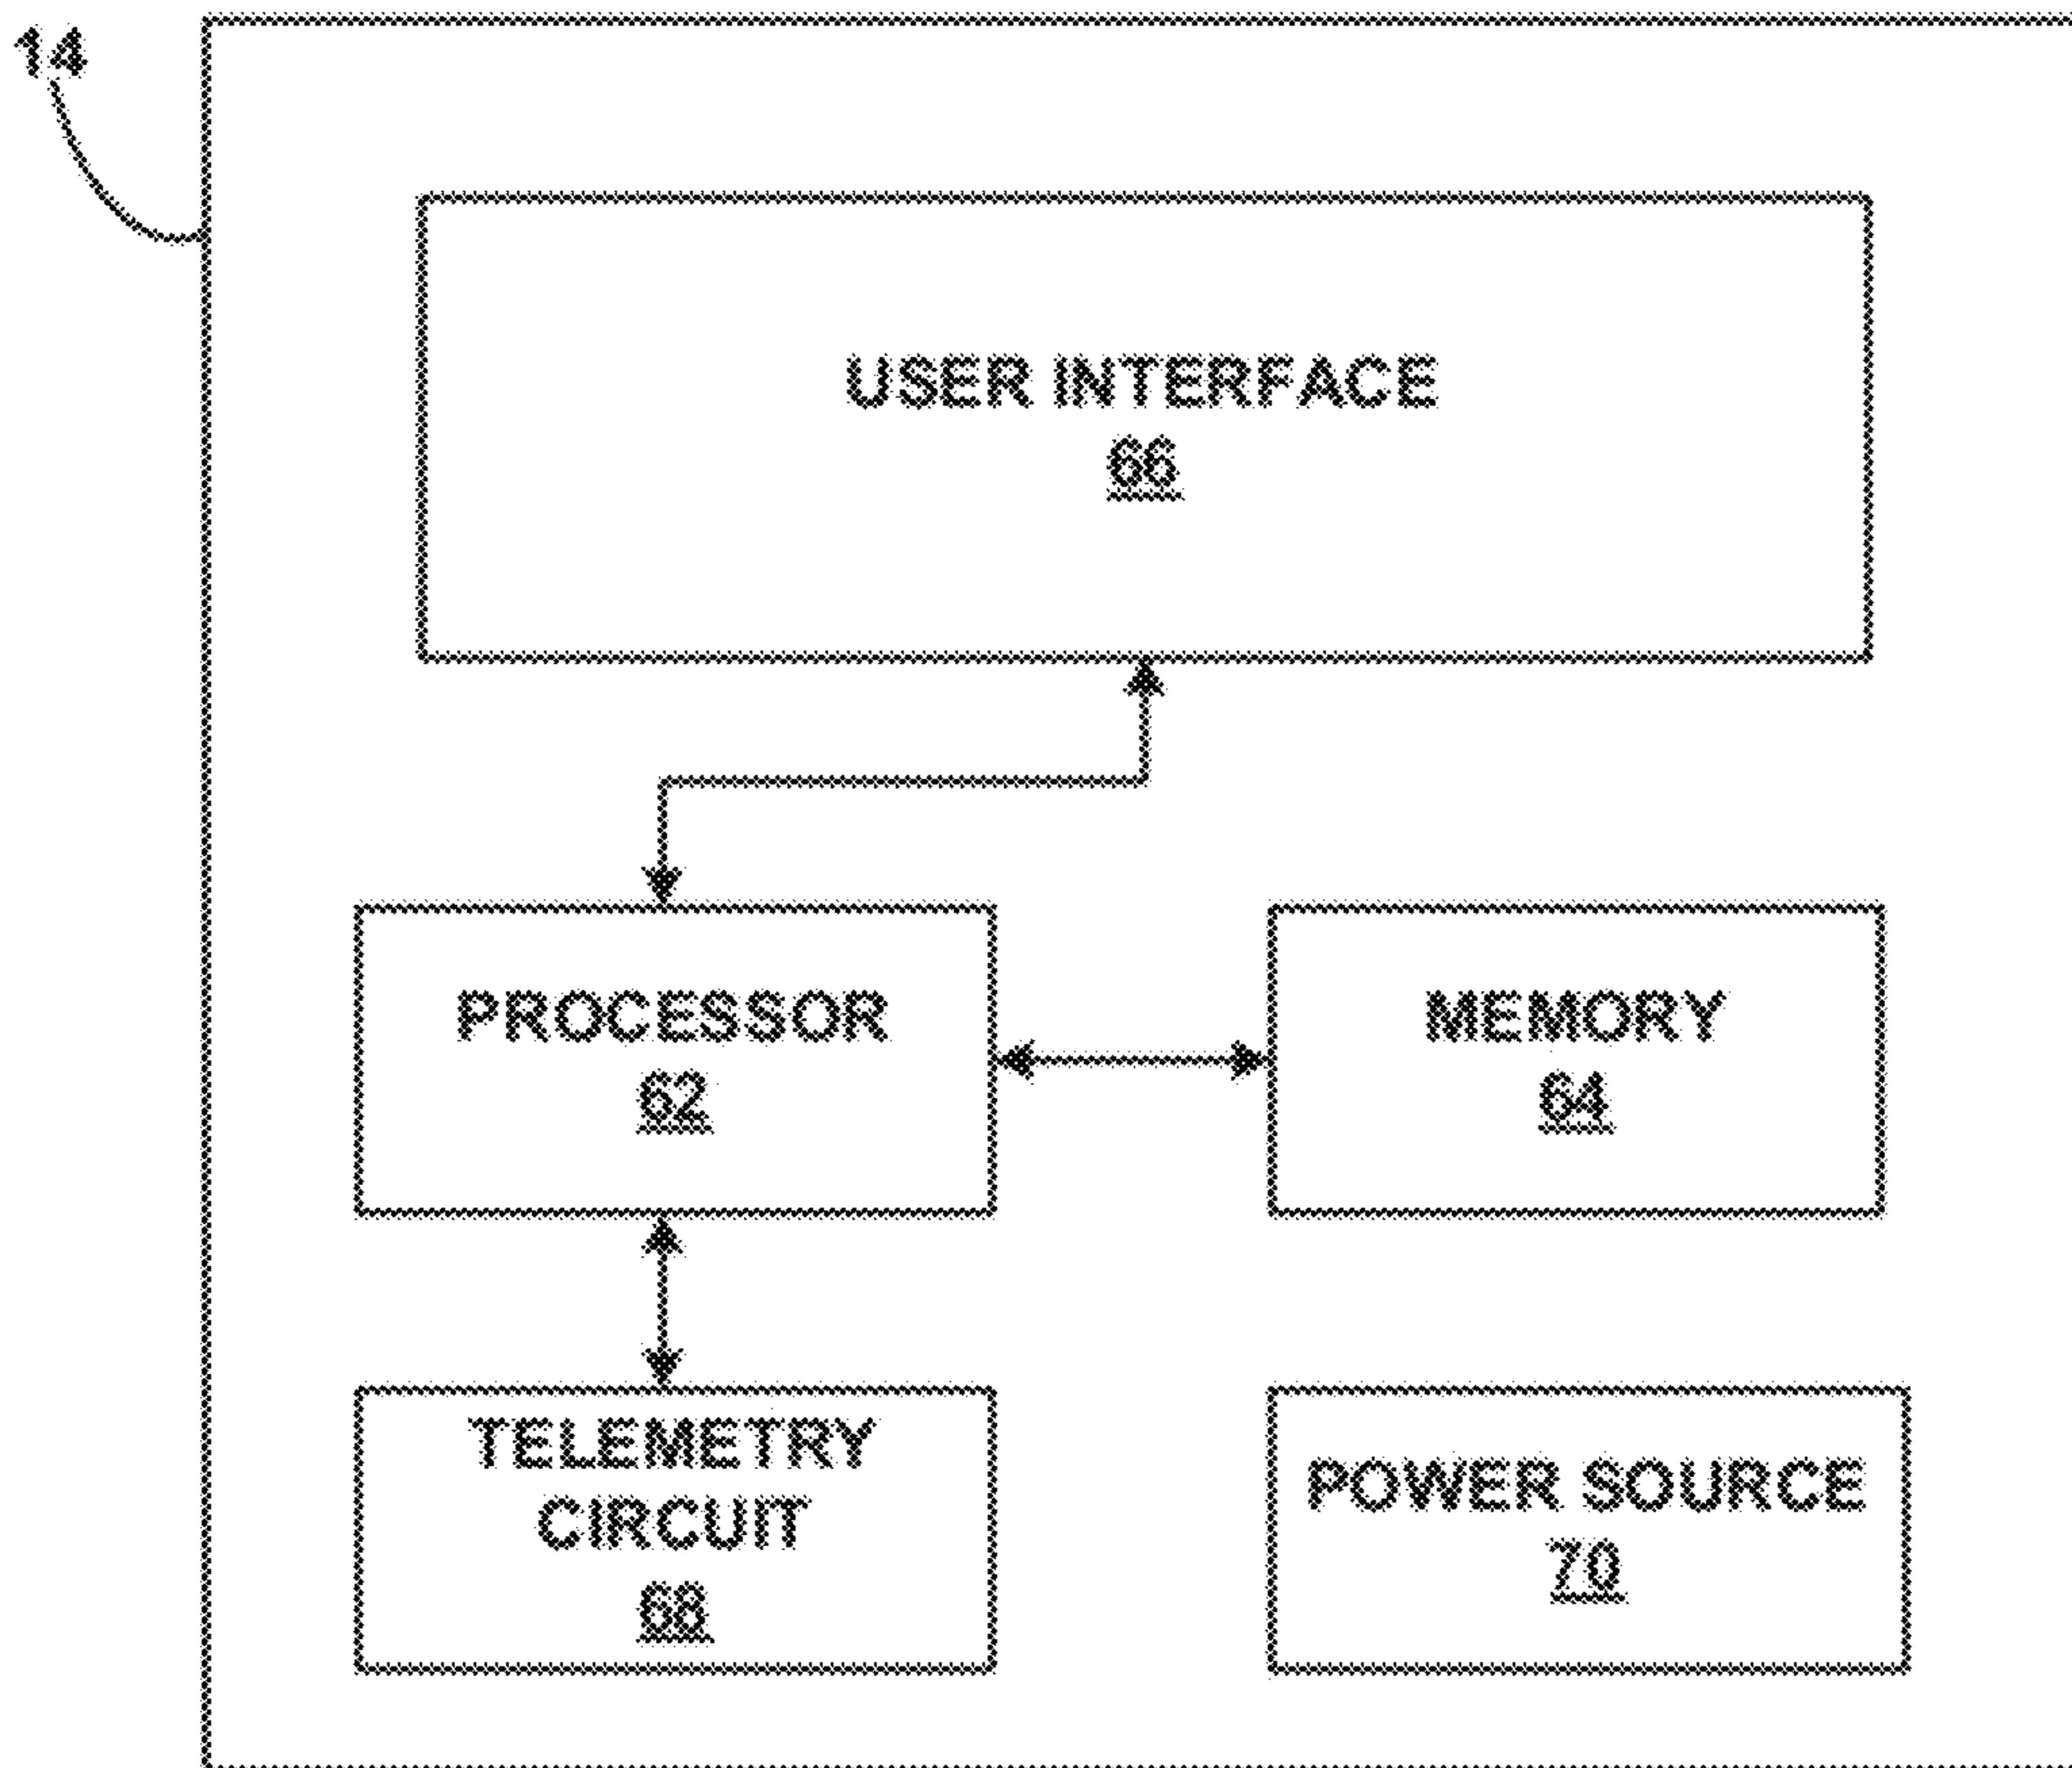 14
USER INTERFACE
66
PROCESSOR
62
MEMORY
64
TELEMETRY
CIRCUIT
68
POWER SOURCE
70